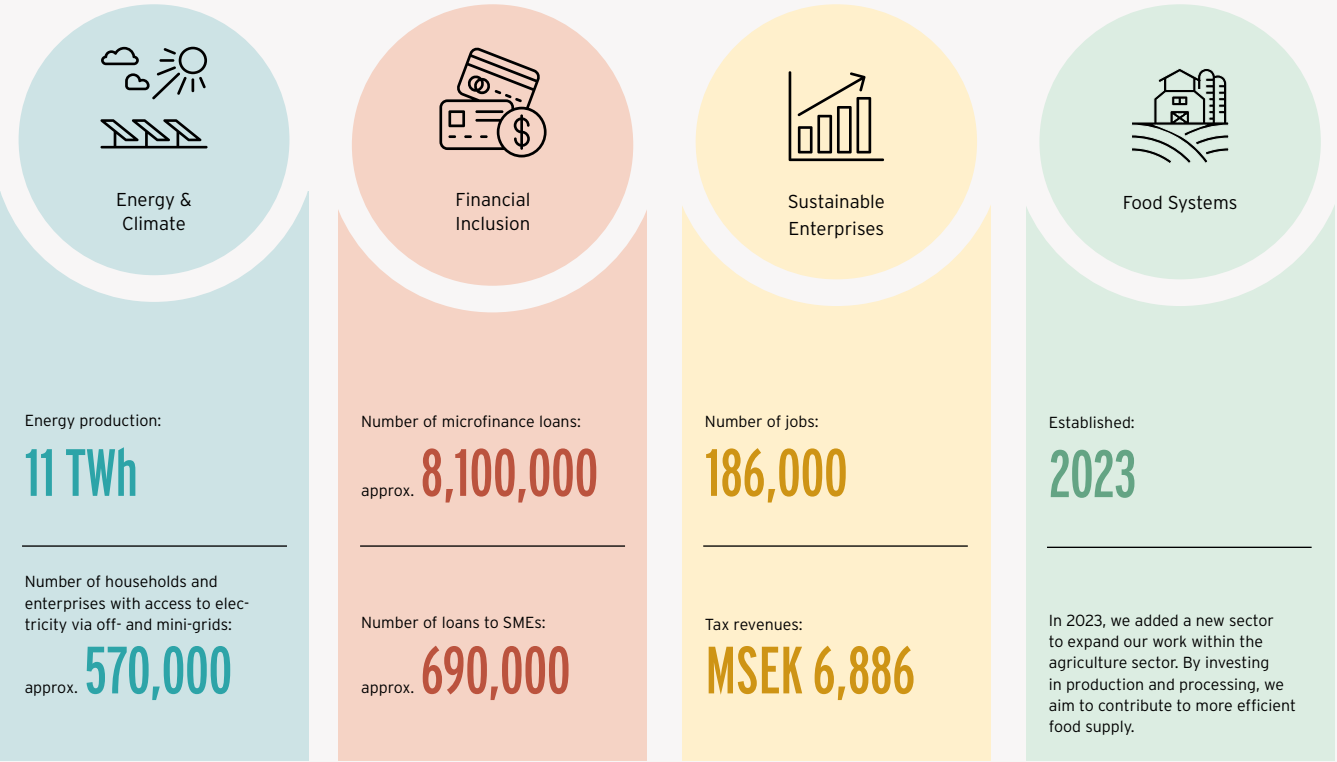 Energy &
Climate
Energy production:
11 TWh
Number of households and
enterprises with access to elec-
tricity via off- and mini-grids:
approx. 570,000
Financial
Inclusion
Number of microfinance loans:
approx. 8,100,000
Number of loans to SMEs:
approx. 690,000
Sustainable
Enterprises
Number of jobs:
186,000
Tax revenues:
MSEK 6,886
Food Systems
Established:
2023
In 2023, we added a new sector
to expand our work within the
agriculture sector. By investing
in production and processing, we
aim to contribute to more efficient
food supply.